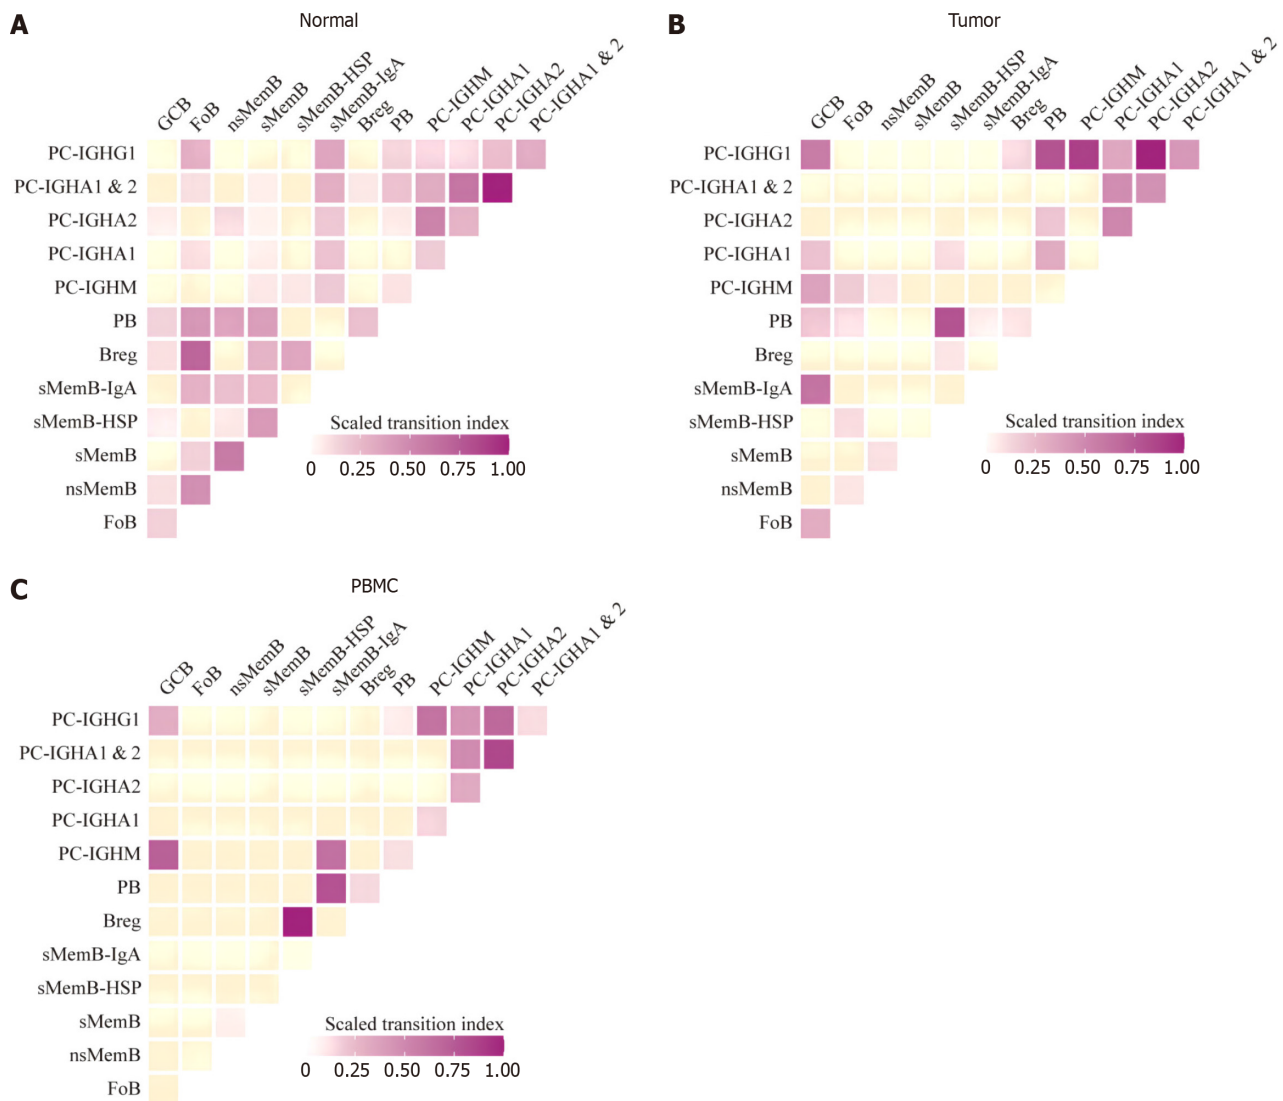 A
Normal
GCB
FoB
nsMemB
sMemB
sMemB-HSP
sMemB-IgA
Breg
PB
PC-IGHM
PC-IGHA1
PC-IGHA2
PC-IGHA1 & 2
PC-IGHG1
PC-IGHA1 & 2
PC-IGHA2
PC-IGHA1
PC-IGHM
PB
Breg
sMemB-IgA
sMemB-HSP
sMemB
nsMemB
FoB
Scaled transition index
0 0.25 0.50 0.75 1.00
B
Tumor
GCB
FoB
nsMemB
sMemB
sMemB-HSP
sMemB-IgA
Breg
PB
PC-IGHM
PC-IGHA1
PC-IGHA2
PC-IGHA1 & 2
PC-IGHG1
PC-IGHA1 & 2
PC-IGHA2
PC-IGHA1
PC-IGHM
PB
Breg
sMemB-IgA
sMemB-HSP
sMemB
nsMemB
FoB
Scaled transition index
0 0.25 0.50 0.75 1.00
C
PBMC
GCB
FoB
nsMemB
sMemB
sMemB-HSP
sMemB-IgA
Breg
PB
PC-IGHM
PC-IGHA1
PC-IGHA2
PC-IGHA1 & 2
PC-IGHG1
PC-IGHA1 & 2
PC-IGHA2
PC-IGHA1
PC-IGHM
PB
Breg
sMemB-IgA
sMemB-HSP
sMemB
nsMemB
FoB
Scaled transition index
0 0.25 0.50 0.75 1.00